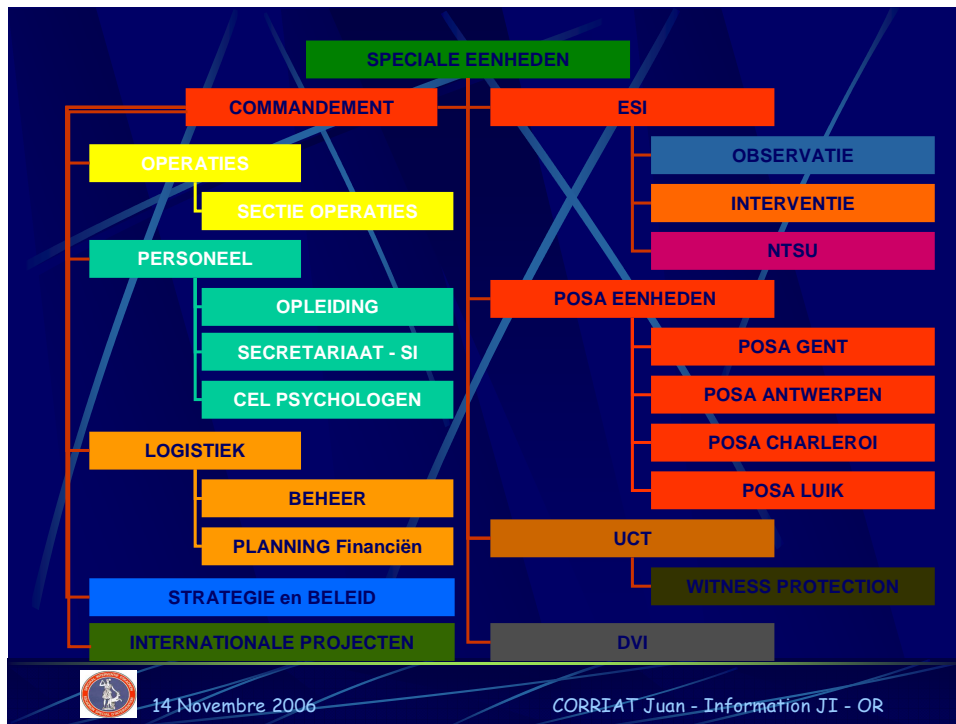 SPECIALE EENHEDEN
COMMANDEMENT
OPERATIES
SECTIE OPERATIES
PERSONEEL
OPLEIDING
SECRETARIAAT - SI
CEL PSYCHOLOGEN
LOGISTIEK
BEHEER
PLANNING Financiën
STRATEGIE en BELEID
INTERNATIONALE PROJECTEN
ESI
OBSERVATIE
INTERVENTIE
NTSU
POSA EENHEDEN
POSA GENT
POSA ANTWERPEN
POSA CHARLEROI
POSA LUIK
UCT
WITNESS PROTECTION
DVI
14 Novembre 2006
CORRIAT Juan - Information JI - OR